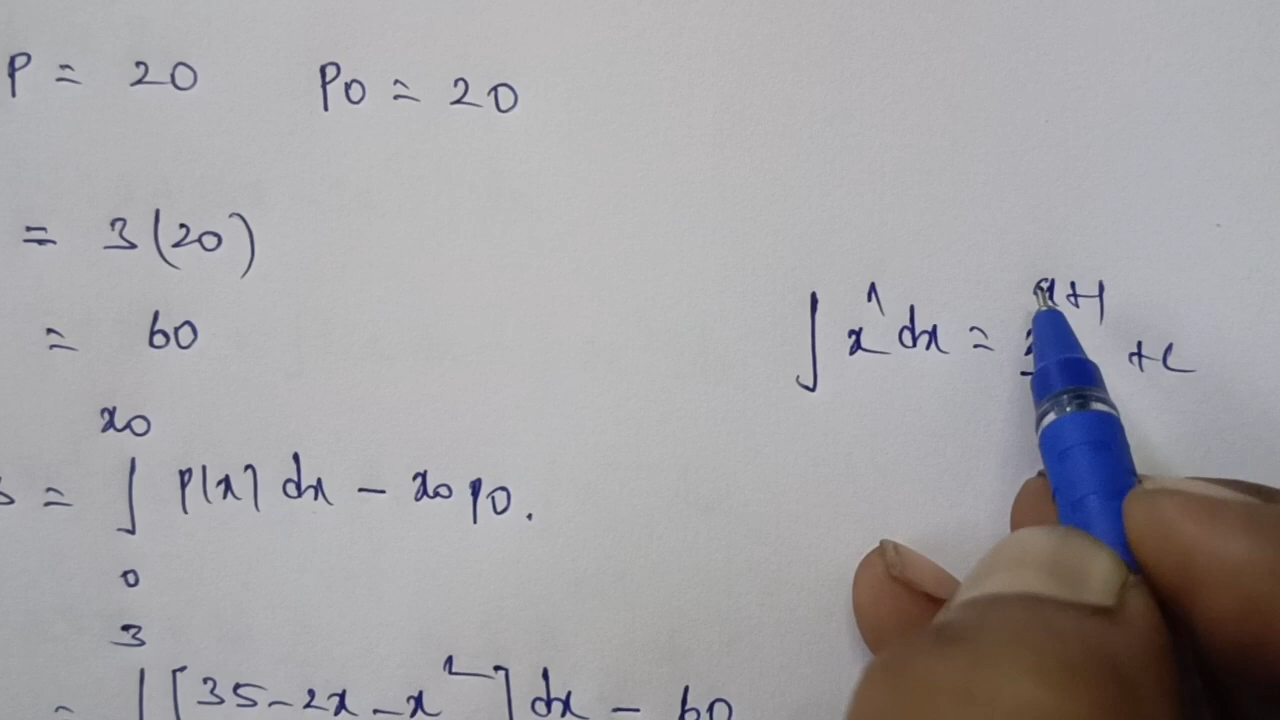 P = 20 P0 = 20
= 3(20)
= 60
∫ xⁿ dx = n+1 +c
x0
= ∫ P(x) dx - x0 p0.
0
3
= ∫ [35-2x-x²] dx - 60